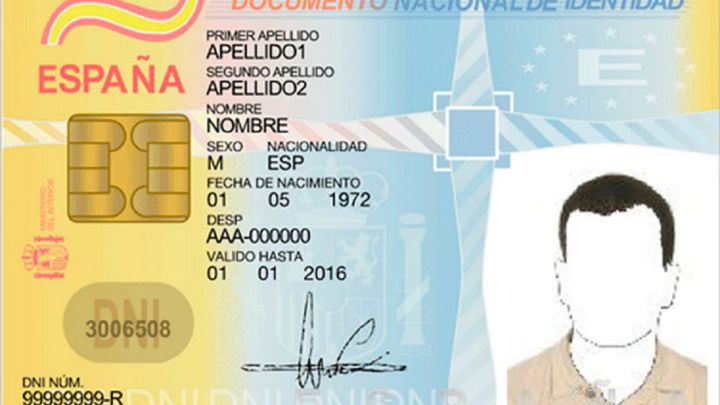 DOCUMENTO NACIONAL DE IDENTIDAD
ESPAÑA
PRIMER APELLIDO
APELLIDO1
SEGUNDO APELLIDO
APELLIDO2
NOMBRE
NOMBRE
SEXO NACIONALIDAD
M ESP
FECHA DE NACIMIENTO
01 05 1972
DESP
AAA-000000
VALIDO HASTA
01 01 2016
E
DNI
3006508
DNI NÚM.
99999999-R